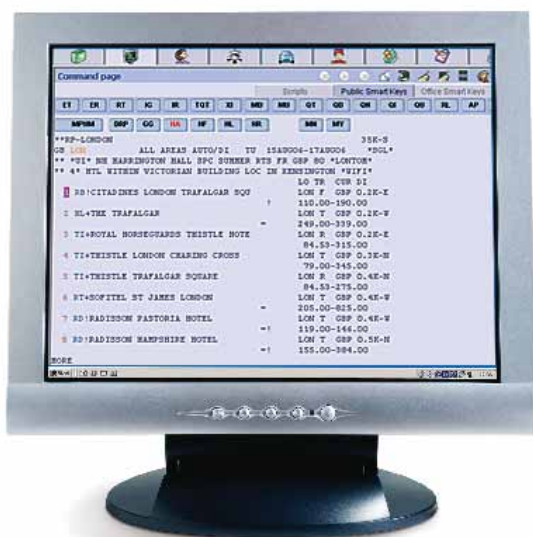 Command page
Scripts Public Smart Keys Office Smart Keys
ET ER RT IG IR TQT XI MD MU QT QD QN QI QU RL AP
MPHM DRP GG HA HF HL HR MN MY
**RP-LONDON 35K-S
GB LON ALL AREAS AUTO/DI TU 15AUG06-17AUG06 *DGL*
** *UI* NH HARRINGTON HALL SPC SUMMER RTS FR GBP 80 *LONTOH*
** 4* HTL WITHIN VICTORIAN BUILDING LOC IN KENSINGTON *WIFI*
LO TR CUR DI
1 RD!CITADINES LONDON TRAFALGAR SQU LON F GBP 0.2K-E
! 110.00-190.00
2 HL+THE TRAFALGAR LON T GBP 0.2K-W
= 249.00-339.00
3 TI+ROYAL HORSEGUARDS THISTLE HOTE LON R GBP 0.2K-E
84.53-315.00
4 TI+THISTLE LONDON CHARING CROSS LON T GBP 0.3K-N
79.00-345.00
5 TI+THISTLE TRAFALGAR SQUARE LON R GBP 0.4K-N
84.53-275.00
6 RT+SOFITEL ST JAMES LONDON LON T GBP 0.4K-W
= 205.00-825.00
7 RD!RADISSON PASTORIA HOTEL LON T GBP 0.4K-W
=! 119.00-146.00
8 RD!RADISSON HAMPSHIRE HOTEL LON T GBP 0.5K-N
=! 155.00-384.00
MORE